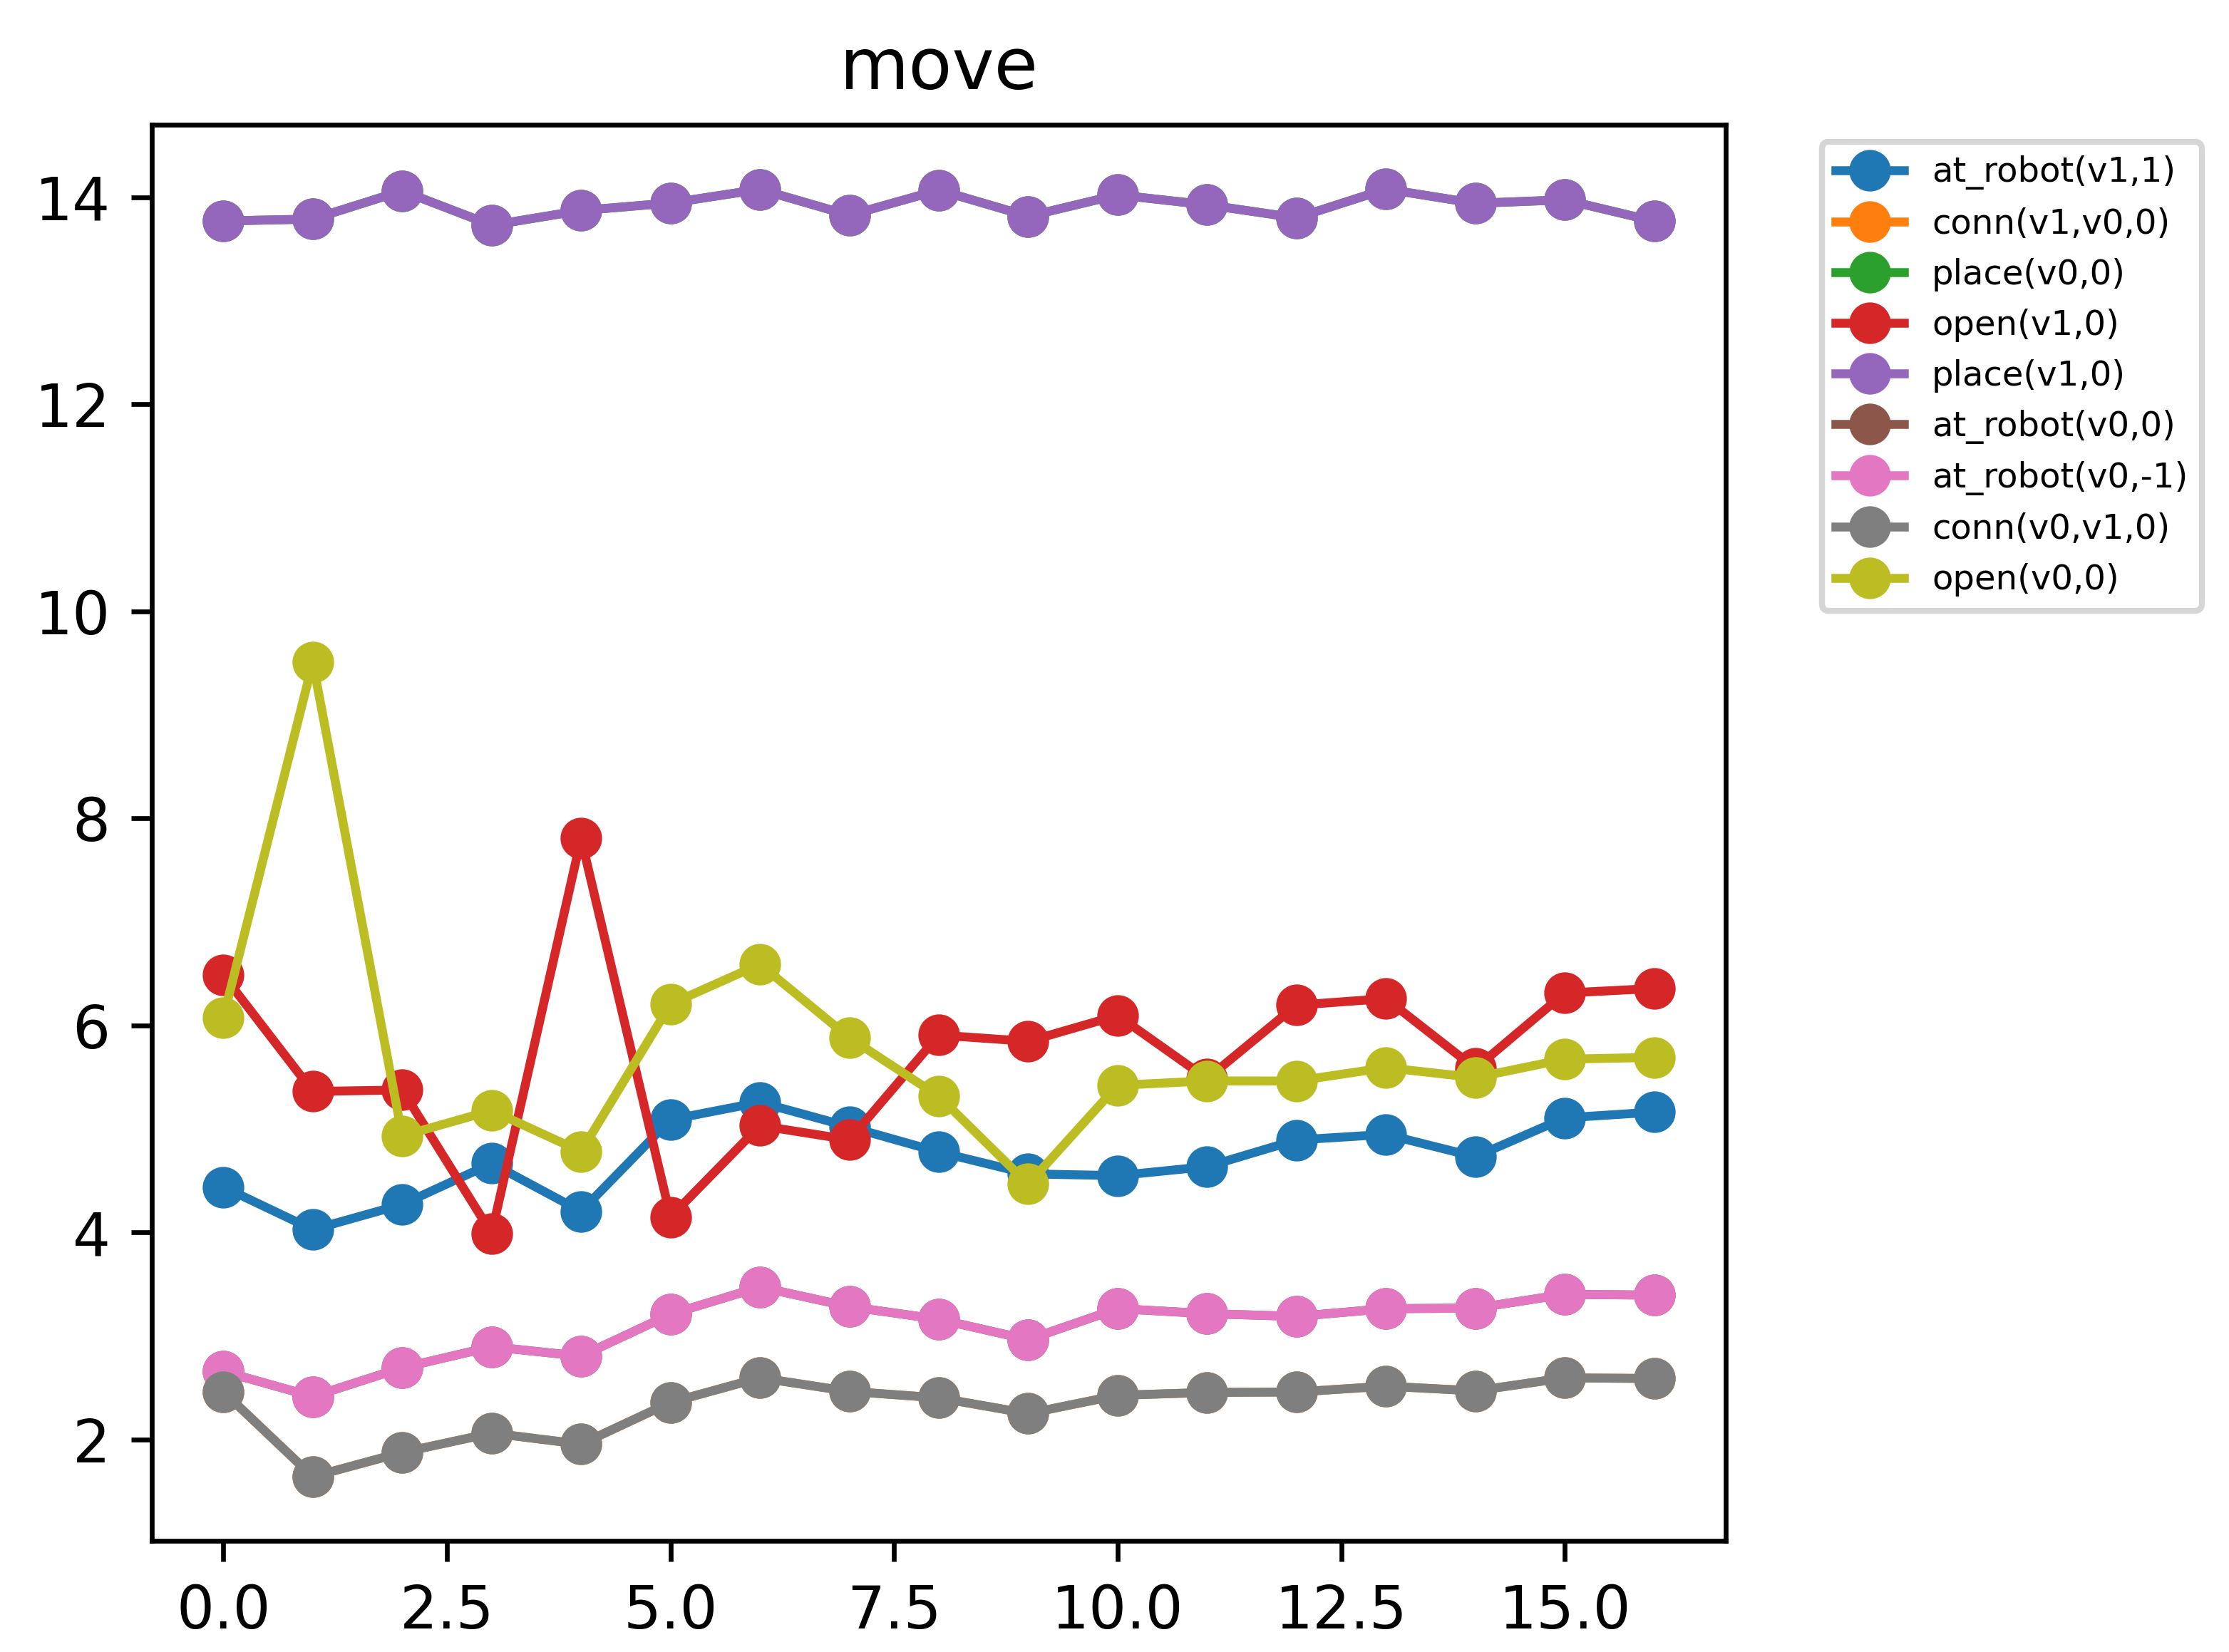 move
14
12
10
8
6
4
2
0.0 2.5 5.0 7.5 10.0 12.5 15.0
at_robot(v1,1)
conn(v1,v0,0)
place(v0,0)
open(v1,0)
place(v1,0)
at_robot(v0,0)
at_robot(v0,-1)
conn(v0,v1,0)
open(v0,0)